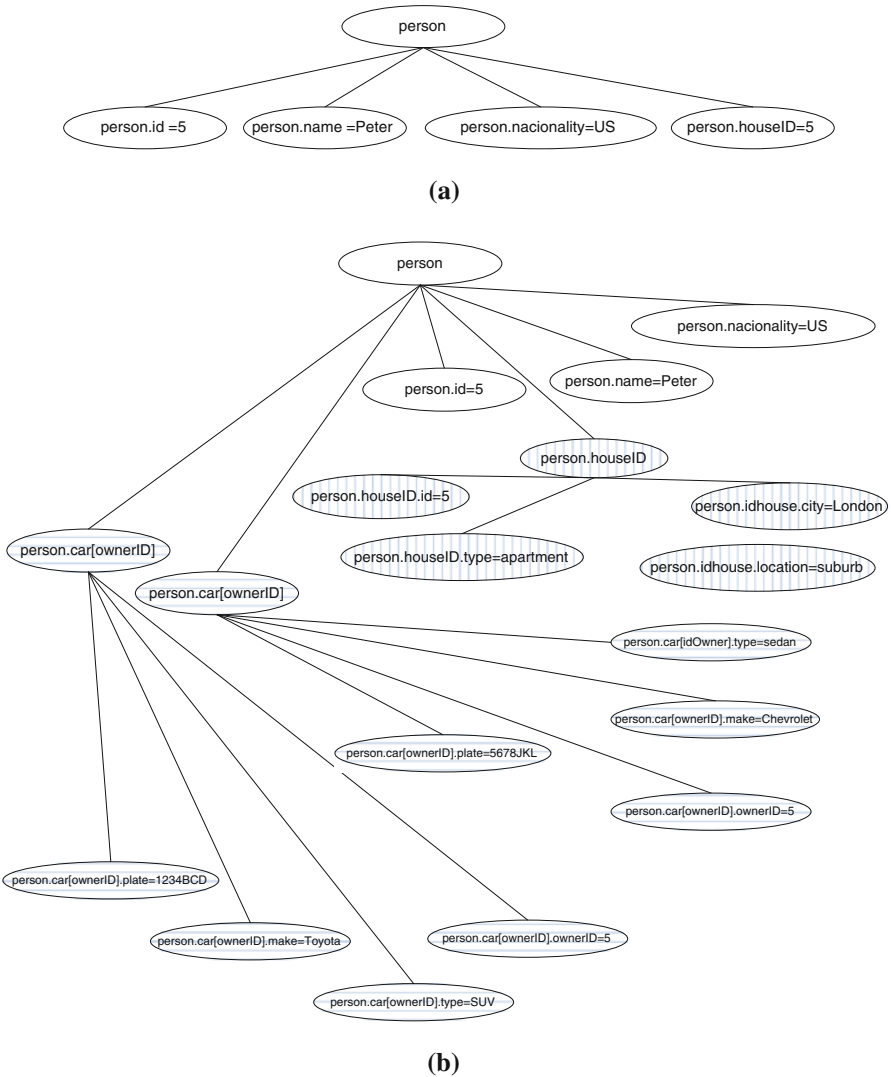 person
person.id =5
person.name =Peter
person.nacionality=US
person.houseID=5
(a)
person
person.nacionality=US
person.name=Peter
person.id=5
person.houseID
person.houseID.id=5
person.idhouse.city=London
person.car[ownerID]
person.houseID.type=apartment
person.idhouse.location=suburb
person.car[ownerID]
person.car[idOwner].type=sedan
person.car[ownerID].make=Chevrolet
person.car[ownerID].plate=5678JKL
person.car[ownerID].ownerID=5
person.car[ownerID].plate=1234BCD
person.car[ownerID].make=Toyota
person.car[ownerID].ownerID=5
person.car[ownerID].type=SUV
(b)